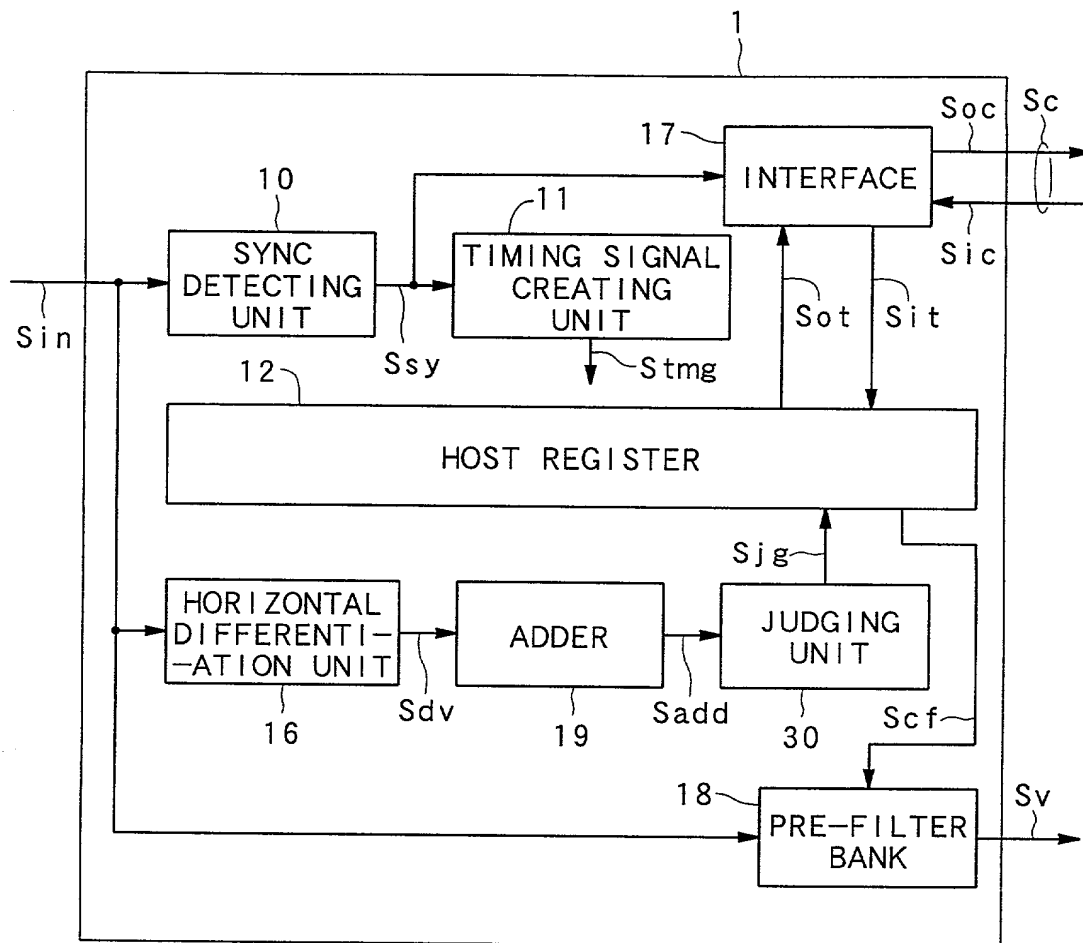 1
Soc
Sc
17
INTERFACE
10
11
Sic
SYNC
DETECTING
UNIT
TIMING SIGNAL
CREATING
UNIT
Sin
Ssy
Stmg
Sot
Sit
12
HOST REGISTER
Sjg
HORIZONTAL
DIFFERENTI-
-ATION UNIT
ADDER
JUDGING
UNIT
16
Sdv
19
Sadd
30
Scf
18
PRE-FILTER
BANK
Sv